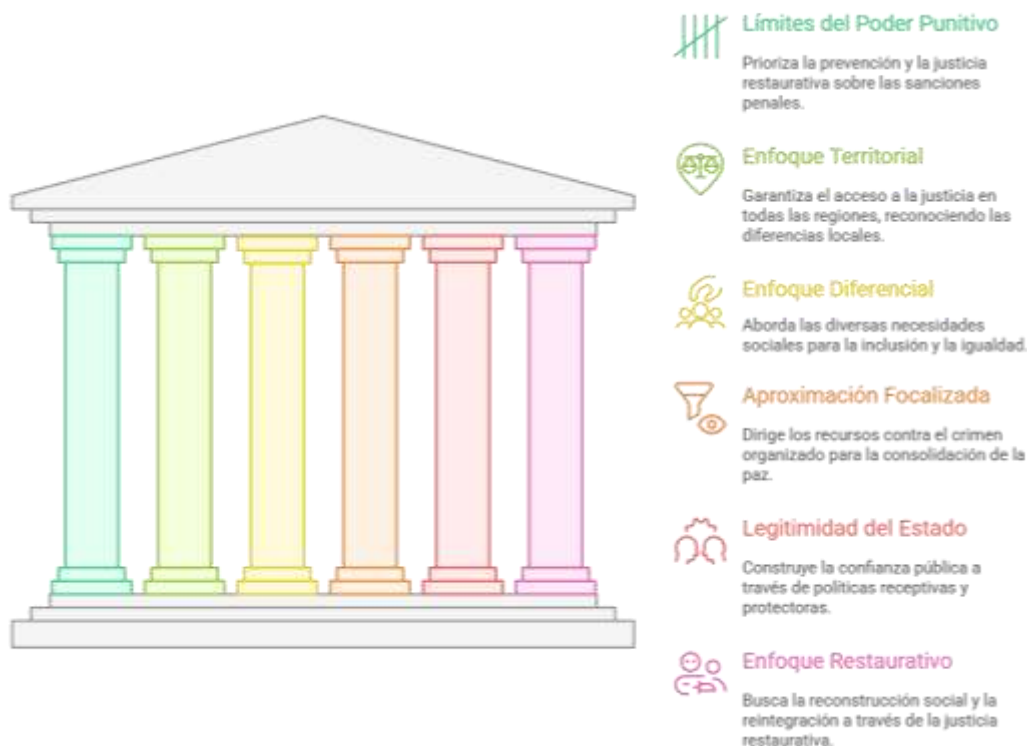 Límites del Poder Punitivo
Prioriza la prevención y la justicia
restaurativa sobre las sanciones
penales.
Enfoque Territorial
Garantiza el acceso a la justicia en
todas las regiones, reconociendo las
diferencias locales.
Enfoque Diferencial
Aborda las diversas necesidades
sociales para la inclusión y la igualdad.
Aproximación Focalizada
Dirige los recursos contra el crimen
organizado para la consolidación de la
paz.
Legitimidad del Estado
Construye la confianza pública a
través de políticas receptivas y
protectoras.
Enfoque Restaurativo
Busca la reconstrucción social y la
reintegración a través de la justicia
restaurativa.